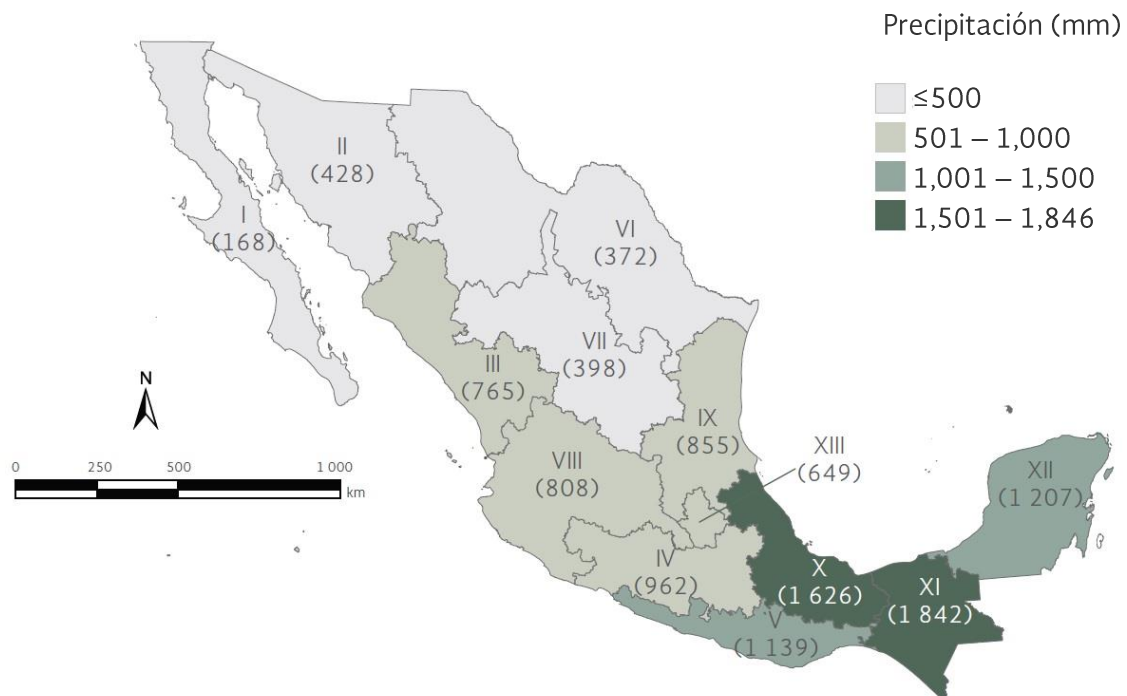 Precipitación (mm)
≤500
501 – 1,000
1,001 – 1,500
1,501 – 1,846
I
(168)
II
(428)
VI
(372)
VII
(398)
III
(765)
IX
(855)
XIII
(649)
VIII
(808)
XII
(1 207)
IV
(962)
X
(1 626)
XI
(1 842)
V
(1 139)
N
0 250 500 1 000
km